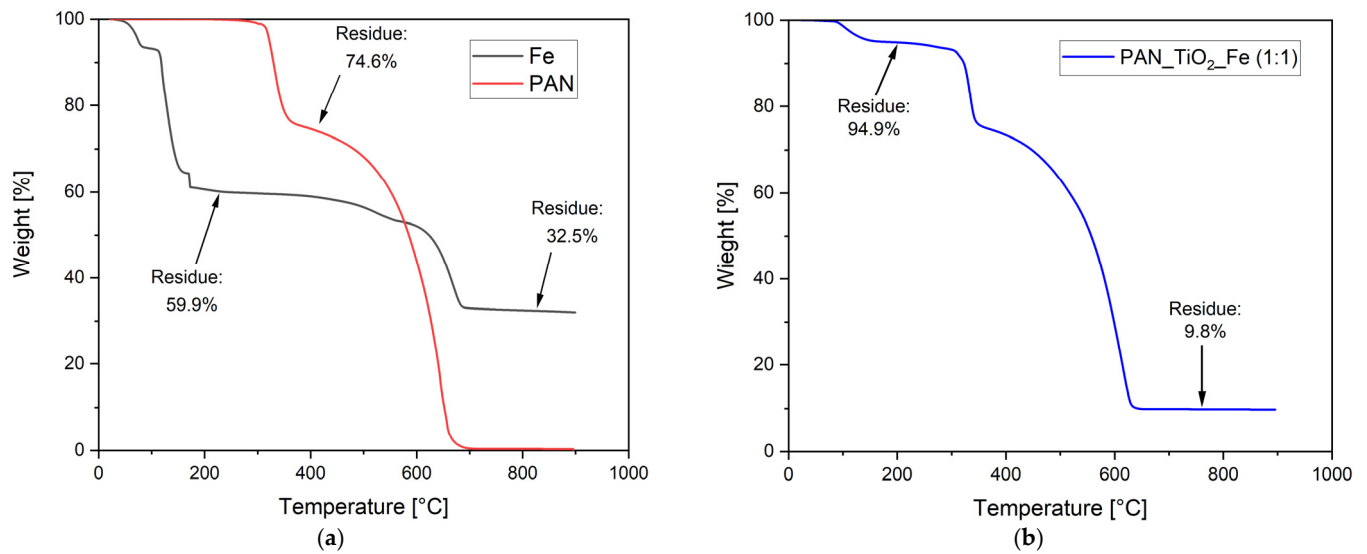 100
80
60
40
20
0
Weight [%]
Residue:
74.6%
Fe
PAN
Residue:
59.9%
Residue:
32.5%
0 200 400 600 800 1000
Temperature [°C]
(a)
100
80
60
40
20
0
Wieght [%]
PAN_TiO₂_Fe (1:1)
Residue:
94.9%
Residue:
9.8%
0 200 400 600 800 1000
Temperature [°C]
(b)